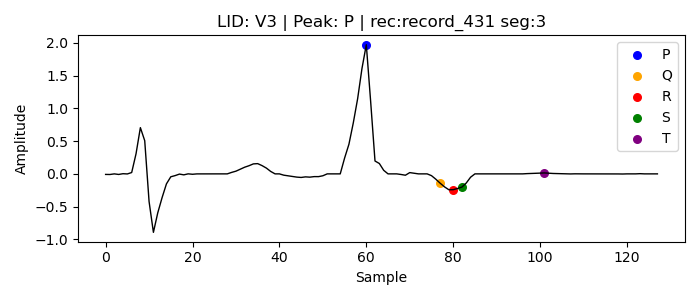 LID: V3 | Peak: P | rec:record_431 seg:3
2.0
1.5
1.0
0.5
0.0
−0.5
−1.0
Amplitude
P
Q
R
S
T
0 20 40 60 80 100 120
Sample